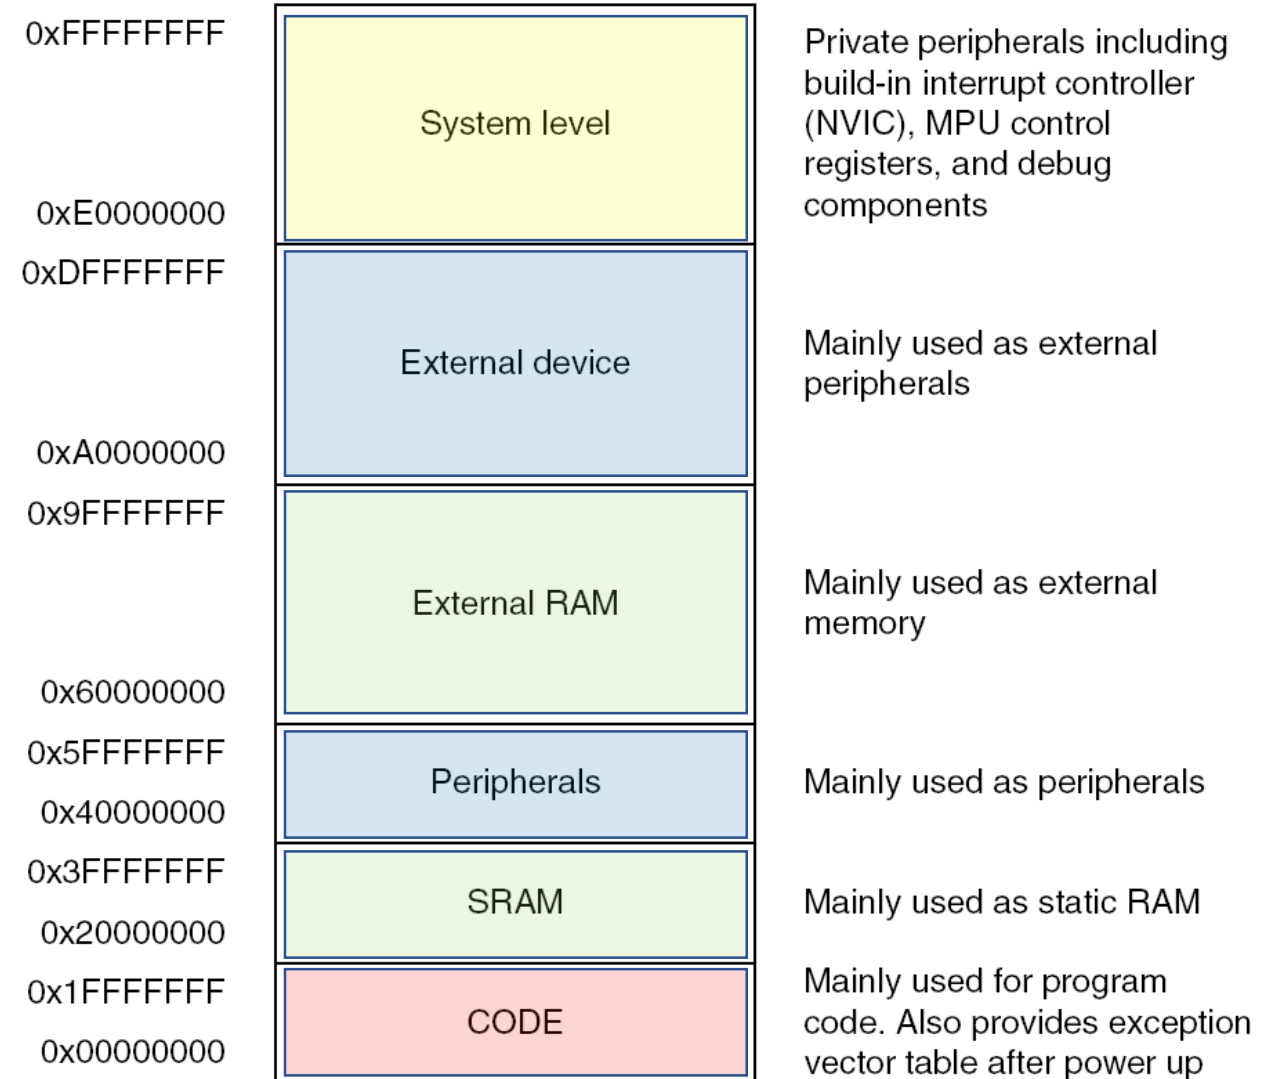 0xFFFFFFFF
System level
Private peripherals including
build-in interrupt controller
(NVIC), MPU control
registers, and debug
components
0xE0000000
0xDFFFFFFF
External device
Mainly used as external
peripherals
0xA0000000
0x9FFFFFFF
External RAM
Mainly used as external
memory
0x60000000
0x5FFFFFFF
Peripherals
Mainly used as peripherals
0x40000000
0x3FFFFFFF
SRAM
Mainly used as static RAM
0x20000000
0x1FFFFFFF
CODE
Mainly used for program
code. Also provides exception
vector table after power up
0x00000000